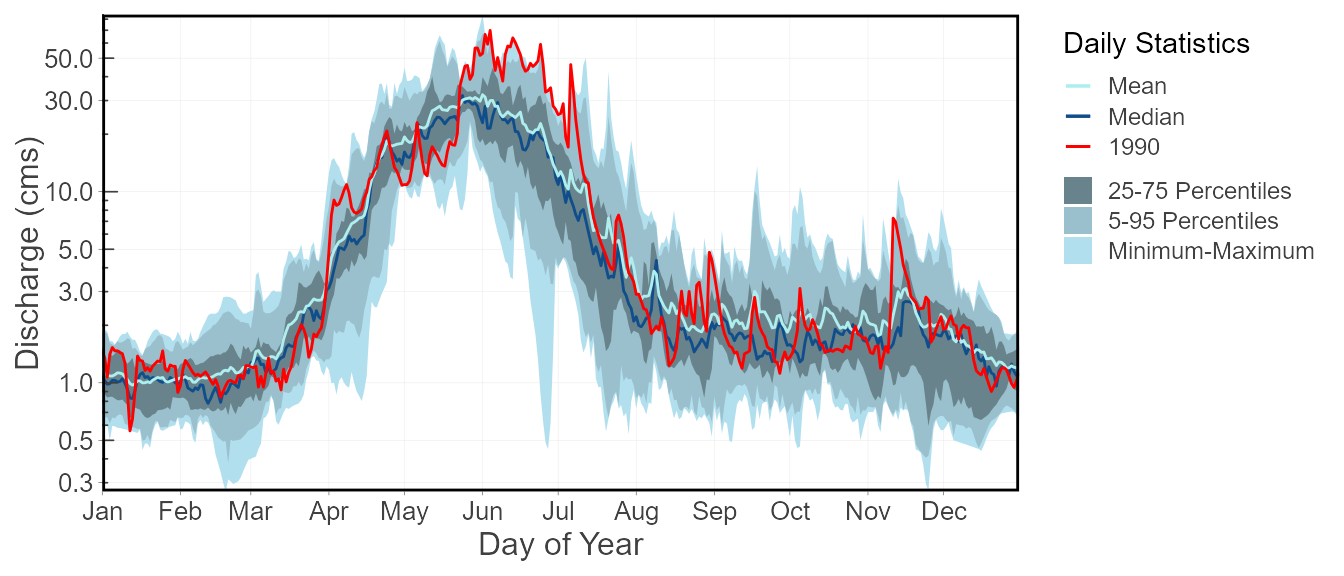 50.0
30.0
10.0
5.0
3.0
1.0
0.5
0.3
Discharge (cms)
Jan Feb Mar Apr May Jun Jul Aug Sep Oct Nov Dec
Day of Year
Daily Statistics
Mean
Median
1990
25-75 Percentiles
5-95 Percentiles
Minimum-Maximum